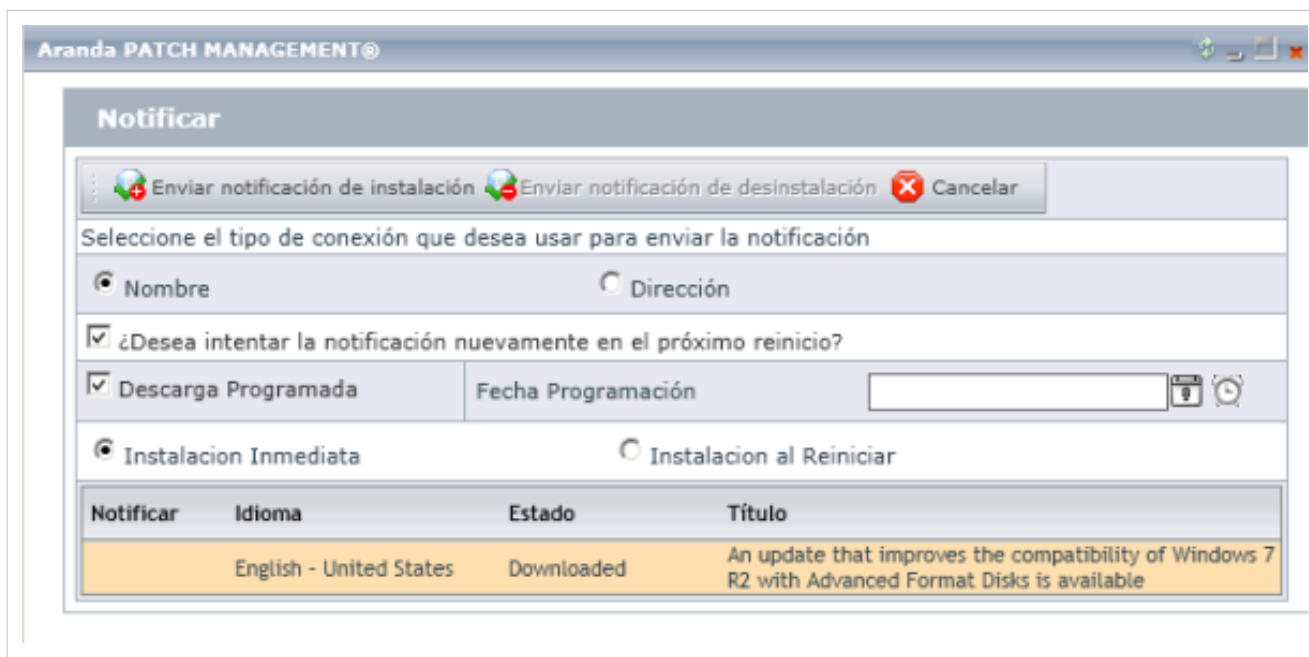 Aranda PATCH MANAGEMENT®
Notificar
Enviar notificación de instalación Enviar notificación de desinstalación Cancelar
Seleccione el tipo de conexión que desea usar para enviar la notificación
Nombre Dirección
¿Desea intentar la notificación nuevamente en el próximo reinicio?
Descarga Programada Fecha Programación
Instalacion Inmediata Instalacion al Reiniciar
Notificar Idioma Estado Título
English - United States Downloaded An update that improves the compatibility of Windows 7
R2 with Advanced Format Disks is available